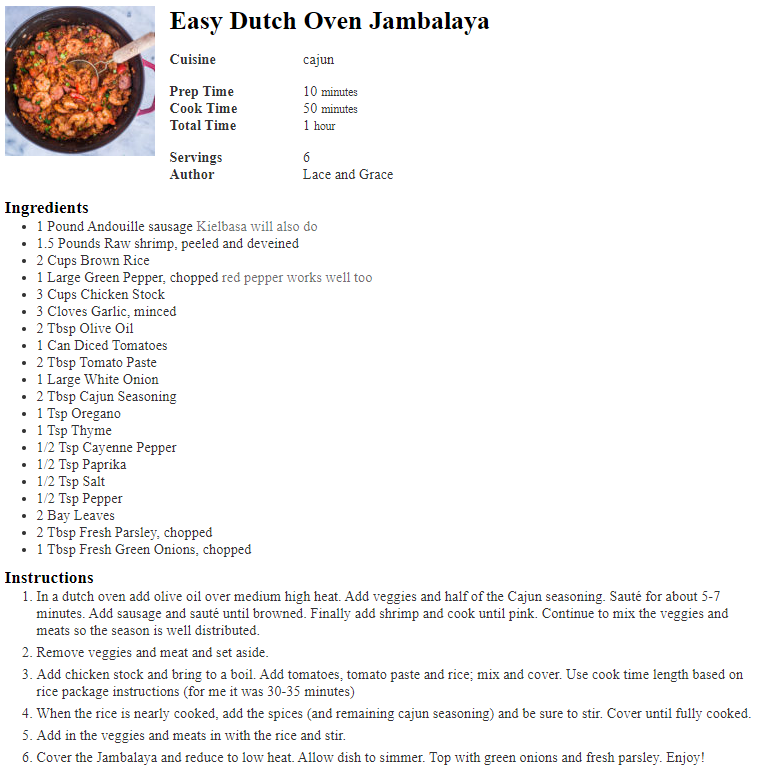 Easy Dutch Oven Jambalaya
Cuisine cajun
Prep Time 10 minutes
Cook Time 50 minutes
Total Time 1 hour
Servings 6
Author Lace and Grace
Ingredients
• 1 Pound Andouille sausage Kielbasa will also do
• 1.5 Pounds Raw shrimp, peeled and deveined
• 2 Cups Brown Rice
• 1 Large Green Pepper, chopped red pepper works well too
• 3 Cups Chicken Stock
• 3 Cloves Garlic, minced
• 2 Tbsp Olive Oil
• 1 Can Diced Tomatoes
• 2 Tbsp Tomato Paste
• 1 Large White Onion
• 2 Tbsp Cajun Seasoning
• 1 Tsp Oregano
• 1 Tsp Thyme
• 1/2 Tsp Cayenne Pepper
• 1/2 Tsp Paprika
• 1/2 Tsp Salt
• 1/2 Tsp Pepper
• 2 Bay Leaves
• 2 Tbsp Fresh Parsley, chopped
• 1 Tbsp Fresh Green Onions, chopped
Instructions
1. In a dutch oven add olive oil over medium high heat. Add veggies and half of the Cajun seasoning. Sauté for about 5-7
minutes. Add sausage and sauté until browned. Finally add shrimp and cook until pink. Continue to mix the veggies and
meats so the season is well distributed.
2. Remove veggies and meat and set aside.
3. Add chicken stock and bring to a boil. Add tomatoes, tomato paste and rice; mix and cover. Use cook time length based on
rice package instructions (for me it was 30-35 minutes)
4. When the rice is nearly cooked, add the spices (and remaining cajun seasoning) and be sure to stir. Cover until fully cooked.
5. Add in the veggies and meats in with the rice and stir.
6. Cover the Jambalaya and reduce to low heat. Allow dish to simmer. Top with green onions and fresh parsley. Enjoy!